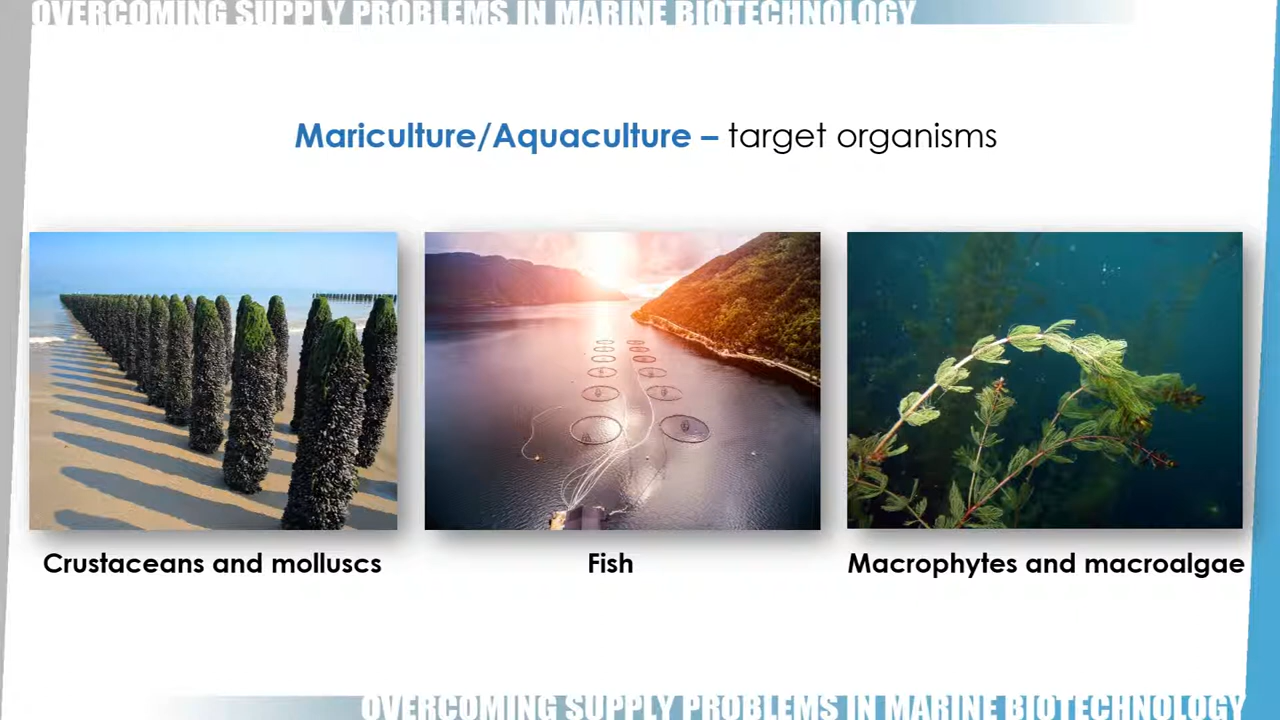 OVERCOMING SUPPLY PROBLEMS IN MARINE BIOTECHNOLOGY
Mariculture/Aquaculture – target organisms
Crustaceans and molluscs
Fish
Macrophytes and macroalgae
OVERCOMING SUPPLY PROBLEMS IN MARINE BIOTECHNOLOGY